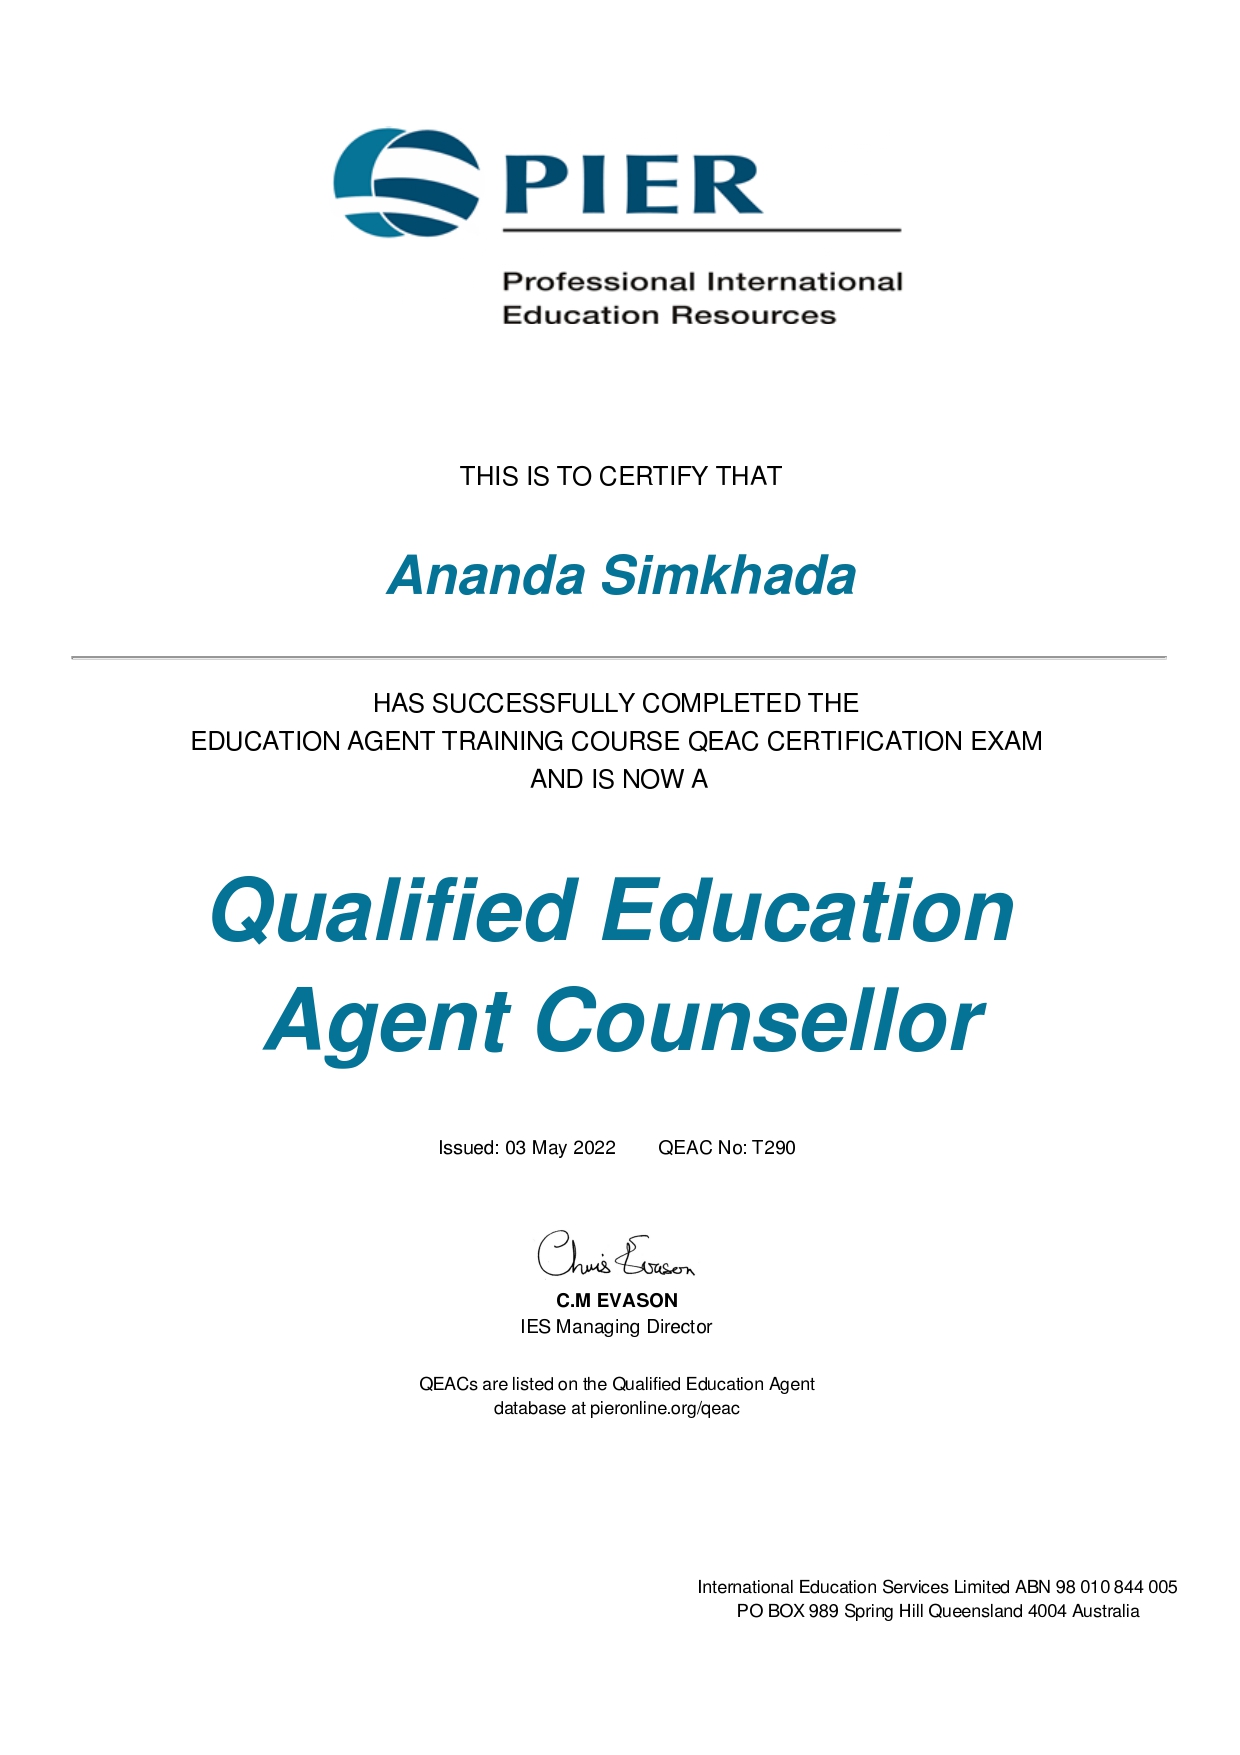 PIER
Professional International
Education Resources
THIS IS TO CERTIFY THAT
Ananda Simkhada
HAS SUCCESSFULLY COMPLETED THE
EDUCATION AGENT TRAINING COURSE QEAC CERTIFICATION EXAM
AND IS NOW A
Qualified Education
Agent Counsellor
Issued: 03 May 2022 QEAC No: T290
Chris Evason
C.M EVASON
IES Managing Director
QEACs are listed on the Qualified Education Agent
database at pieronline.org/qeac
International Education Services Limited ABN 98 010 844 005
PO BOX 989 Spring Hill Queensland 4004 Australia